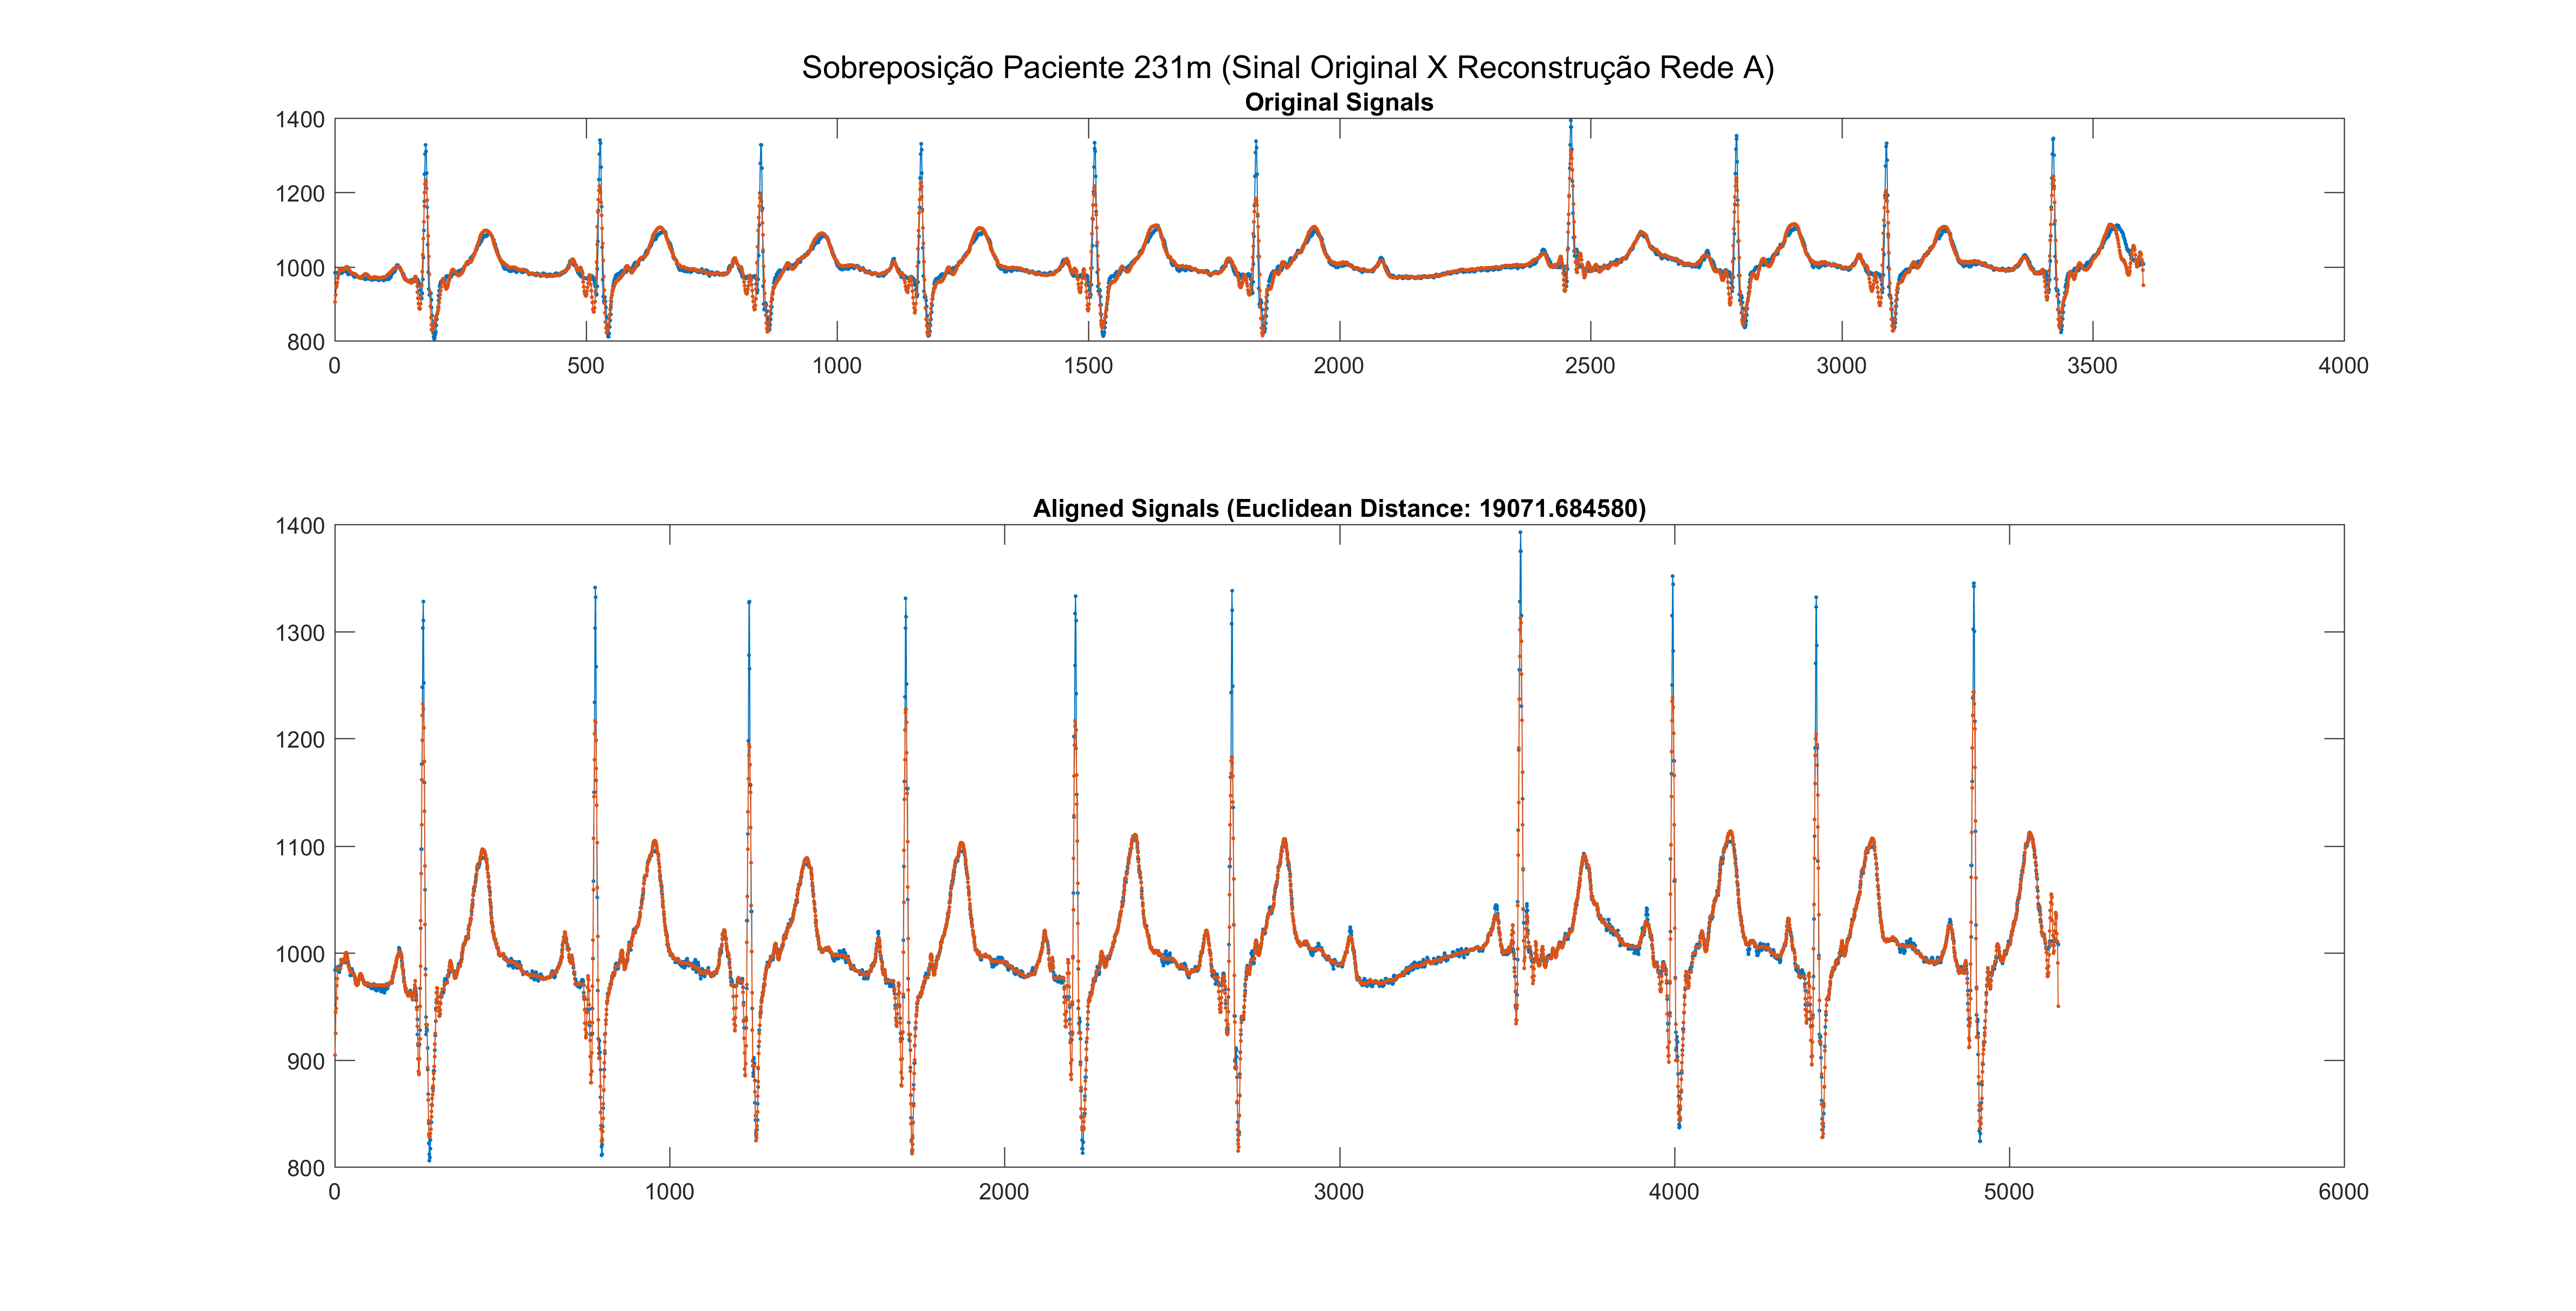 Sobreposição Paciente 231m (Sinal Original X Reconstrução Rede A)
Original Signals
1400
1200
1000
800
0 500 1000 1500 2000 2500 3000 3500 4000
Aligned Signals (Euclidean Distance: 19071.684580)
1400
1300
1200
1100
1000
900
800
0 1000 2000 3000 4000 5000 6000